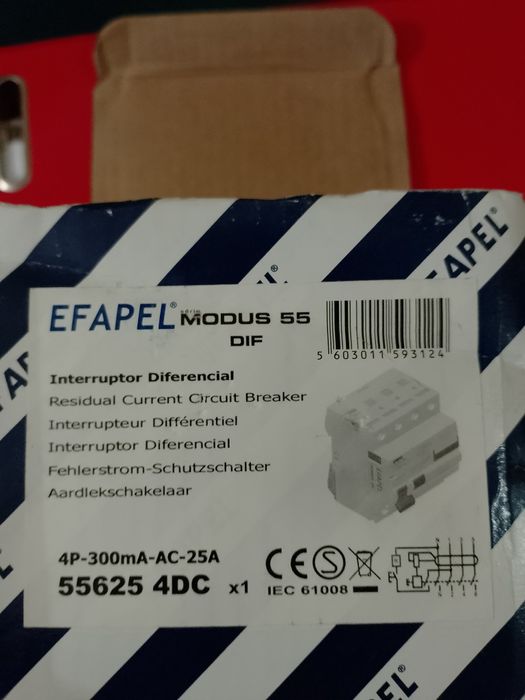 EFAPEL®
EFAPEL® série MODUS 55
DIF
5 603011 593124
Interruptor Diferencial
Residual Current Circuit Breaker
Interrupteur Différentiel
Interruptor Diferencial
Fehlerstrom-Schutzschalter
Aardlekschakelaar
EFAPEL
4P-300mA-AC-25A
55625 4DC x1
CE S
IEC 61008